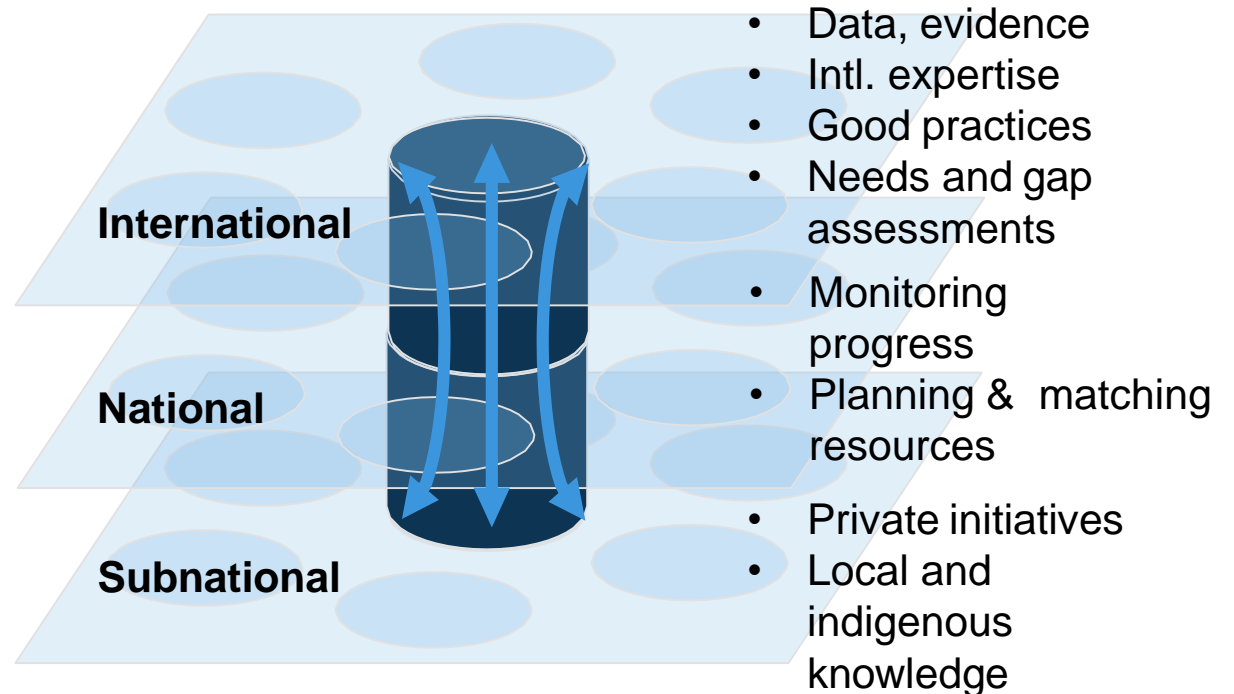 • Data, evidence
• Intl. expertise
• Good practices
• Needs and gap
assessments
International
• Monitoring
progress
National
• Planning & matching
resources
• Private initiatives
Subnational
• Local and
indigenous
knowledge